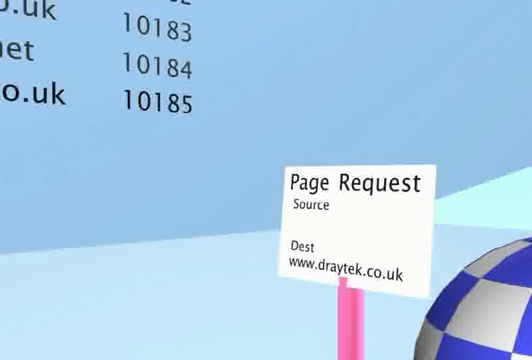 o.uk 10183
net 10184
o.uk 10185
Page Request
Source
Dest
www.draytek.co.uk